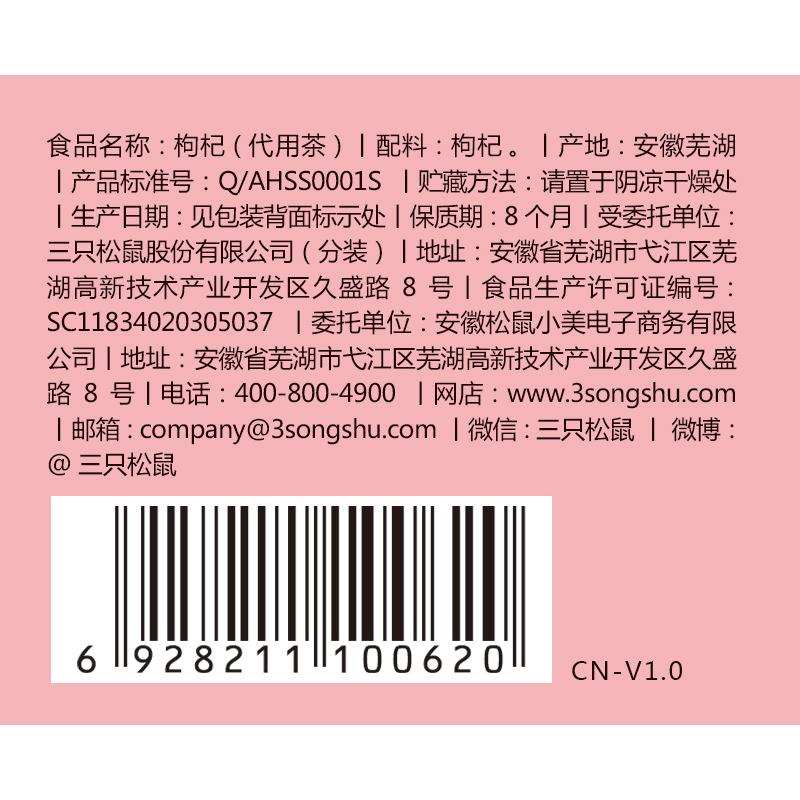 食品名称：枸杞（代用茶）丨配料：枸杞。丨产地：安徽芜湖
丨产品标准号：Q/AHSS0001S 丨贮藏方法：请置于阴凉干燥处
丨生产日期：见包装背面标示处丨保质期：8 个月丨受委托单位：
三只松鼠股份有限公司（分装）丨地址：安徽省芜湖市弋江区芜
湖高新技术产业开发区久盛路 8 号丨食品生产许可证编号：
SC11834020305037 丨委托单位：安徽松鼠小美电子商务有限
公司丨地址：安徽省芜湖市弋江区芜湖高新技术产业开发区久盛
路 8 号丨电话：400-800-4900 丨网店：www.3songshu.com
丨邮箱：company@3songshu.com 丨微信：三只松鼠 丨 微博：
@ 三只松鼠
6 928211 100620
CN-V1.0